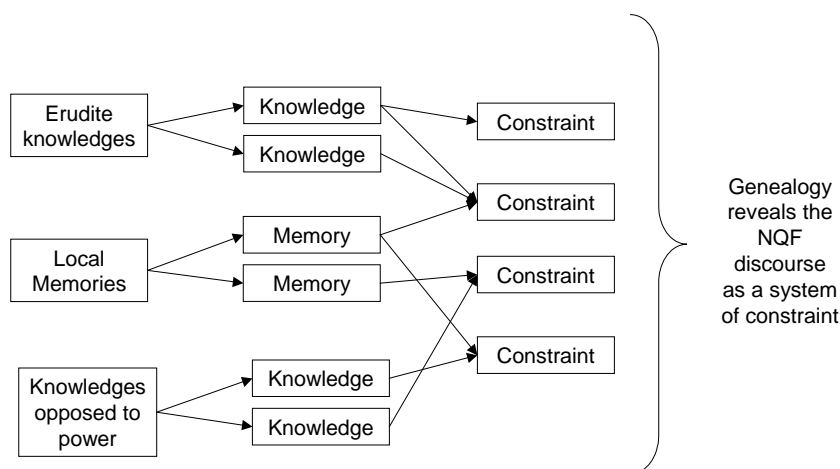 Erudite
knowledges
Knowledge
Knowledge
Constraint
Local
Memories
Memory
Memory
Constraint
Constraint
Constraint
Knowledges
opposed to
power
Knowledge
Knowledge
Genealogy
reveals the
NQF
discourse
as a system
of constraint